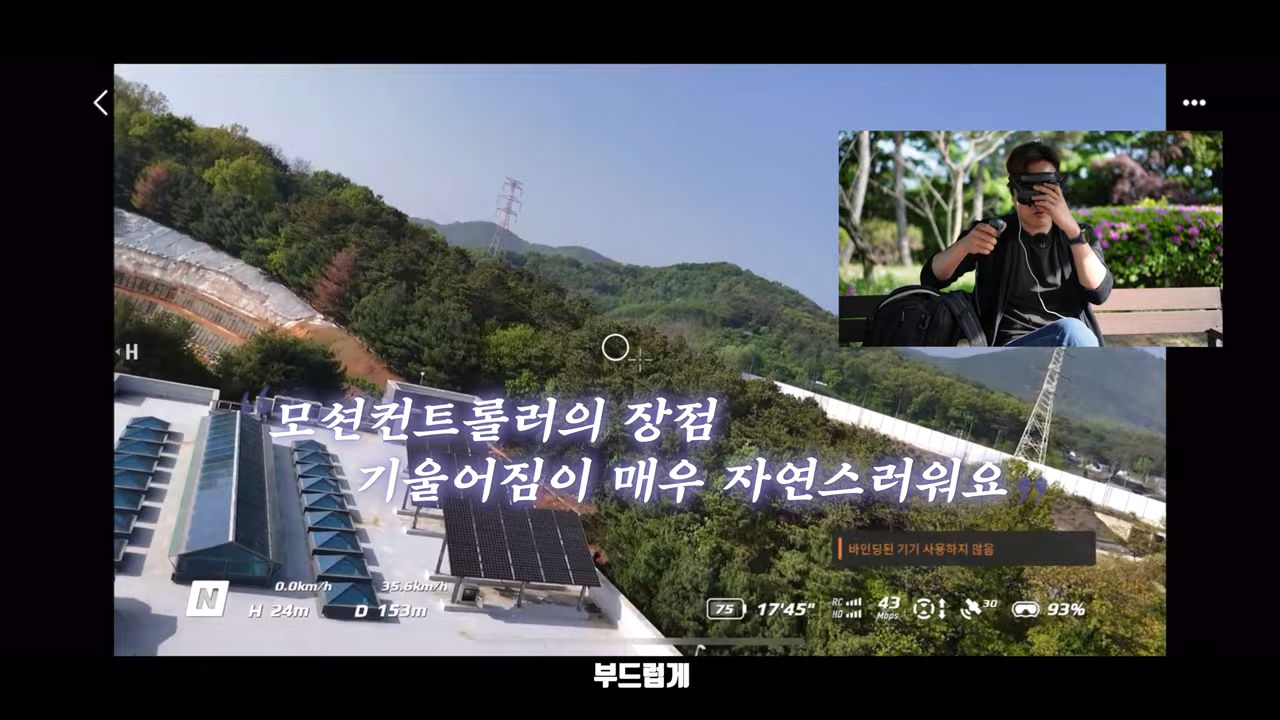 H
“모션컨트롤러의 장점
기울어짐이 매우 자연스러워요”
바인딩된 기기 사용하지 않음
N
0.0km/h 35.6km/h
H 24m D 153m
75 17'45" RC HD 43 Mbps 30 93%
부드럽게